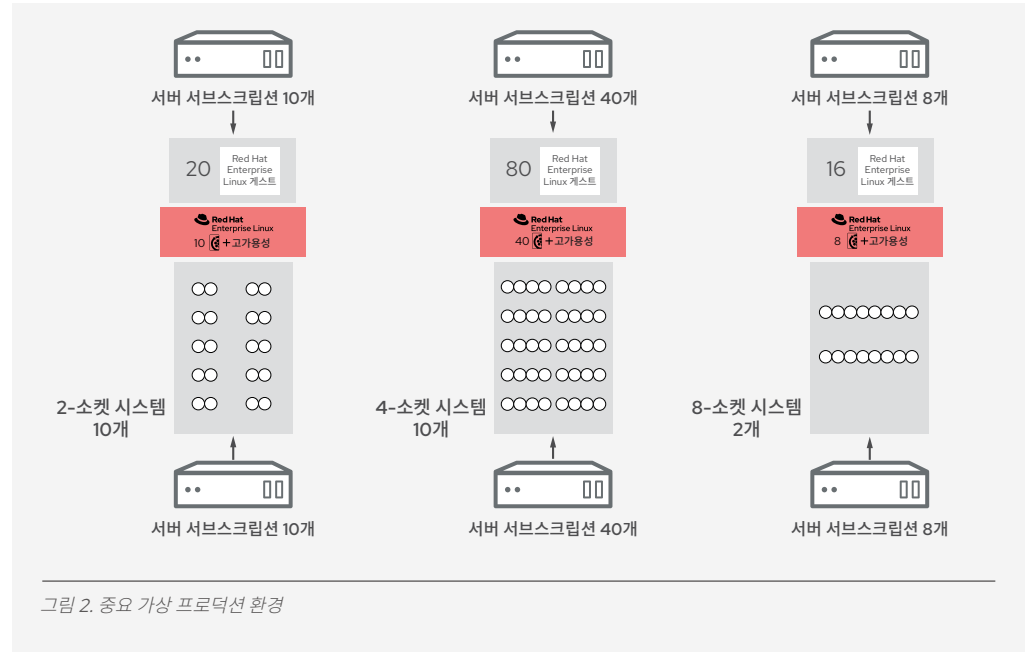 서버 서브스크립션 10개
20
Red Hat
Enterprise
Linux 게스트
Red Hat
Enterprise Linux
10 +고가용성
2-소켓 시스템
10개
서버 서브스크립션 10개
서버 서브스크립션 40개
80
Red Hat
Enterprise
Linux 게스트
Red Hat
Enterprise Linux
40 +고가용성
4-소켓 시스템
10개
서버 서브스크립션 40개
서버 서브스크립션 8개
16
Red Hat
Enterprise
Linux 게스트
Red Hat
Enterprise Linux
8 +고가용성
8-소켓 시스템
2개
서버 서브스크립션 8개
그림 2. 중요 가상 프로덕션 환경